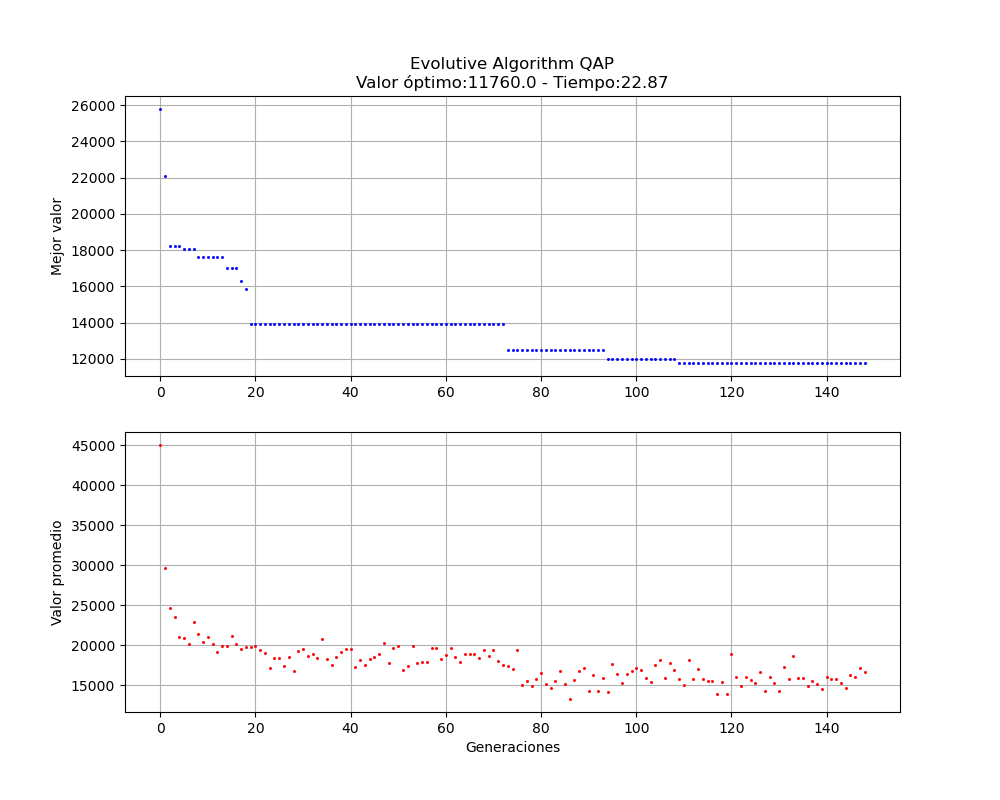 Evolutive Algorithm QAP
Valor óptimo:11760.0 - Tiempo:22.87
Mejor valor
26000
24000
22000
20000
18000
16000
14000
12000
0 20 40 60 80 100 120 140
Valor promedio
45000
40000
35000
30000
25000
20000
15000
0 20 40 60 80 100 120 140
Generaciones